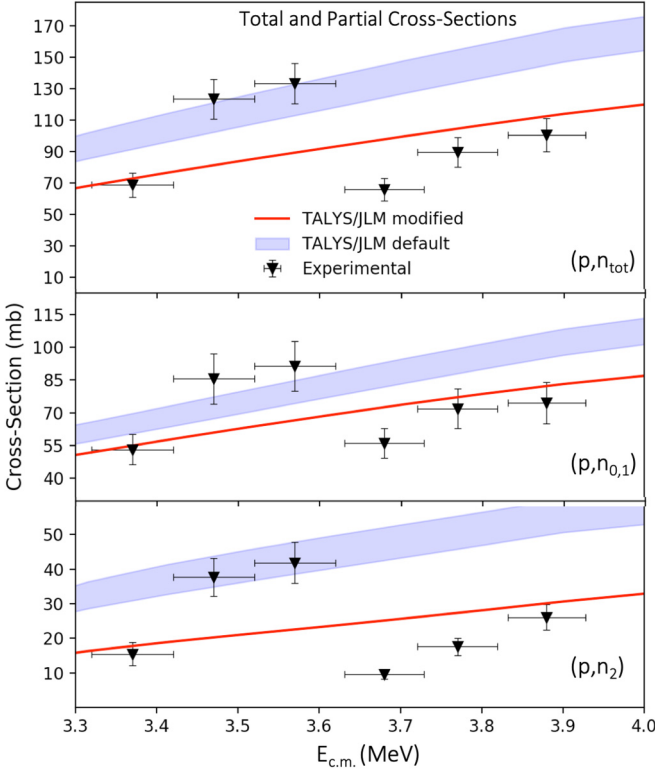 Total and Partial Cross-Sections
170
150
130
110
90
70
50
30
10
TALYS/JLM modified
TALYS/JLM default
Experimental
(p,n_tot)
Cross-Section (mb)
115
100
85
70
55
40
(p,n_0,1)
50
40
30
20
10
(p,n_2)
3.3 3.4 3.5 3.6 3.7 3.8 3.9 4.0
E_c.m. (MeV)